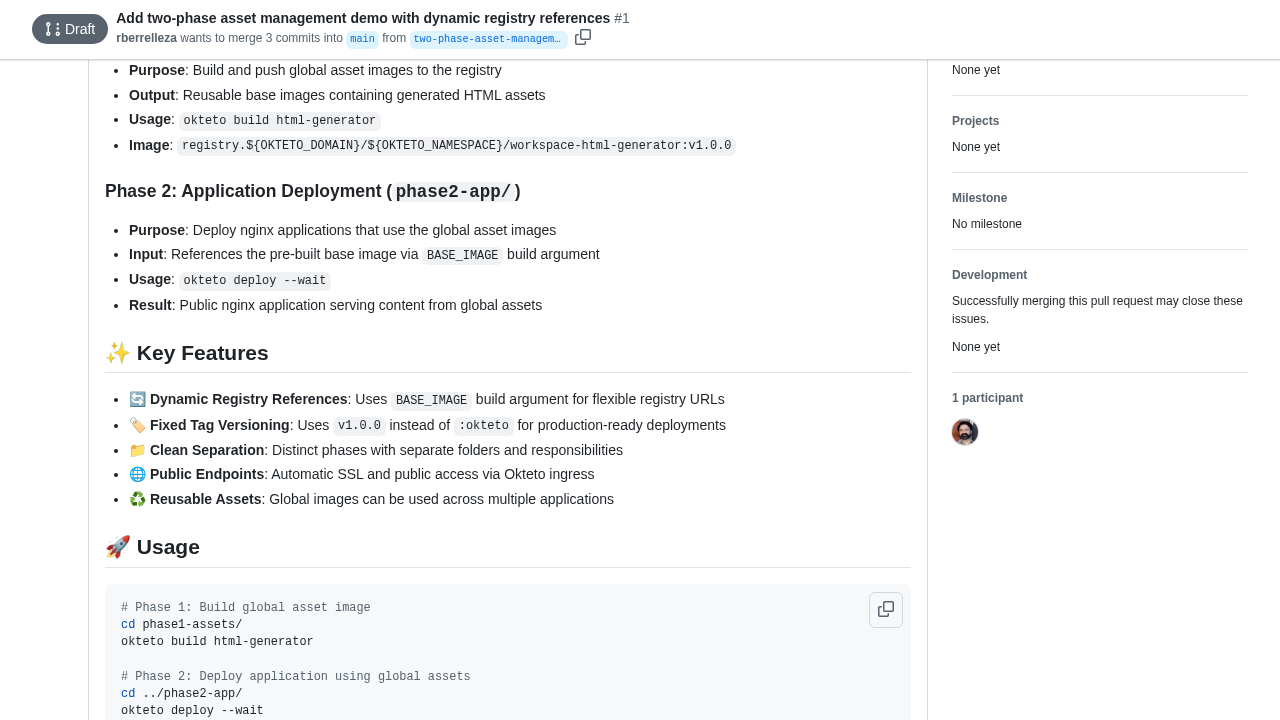 Draft
Add two-phase asset management demo with dynamic registry references #1
rberrelleza wants to merge 3 commits into main from two-phase-asset-managem…
Purpose: Build and push global asset images to the registry
Output: Reusable base images containing generated HTML assets
Usage: okteto build html-generator
Image: registry.${OKTETO_DOMAIN}/${OKTETO_NAMESPACE}/workspace-html-generator:v1.0.0
Phase 2: Application Deployment (phase2-app/)
Purpose: Deploy nginx applications that use the global asset images
Input: References the pre-built base image via BASE_IMAGE build argument
Usage: okteto deploy --wait
Result: Public nginx application serving content from global assets
✨ Key Features
🔄 Dynamic Registry References: Uses BASE_IMAGE build argument for flexible registry URLs
🏷️ Fixed Tag Versioning: Uses v1.0.0 instead of :okteto for production-ready deployments
📁 Clean Separation: Distinct phases with separate folders and responsibilities
🌐 Public Endpoints: Automatic SSL and public access via Okteto ingress
♻️ Reusable Assets: Global images can be used across multiple applications
🚀 Usage
# Phase 1: Build global asset image
cd phase1-assets/
okteto build html-generator
# Phase 2: Deploy application using global assets
cd ../phase2-app/
okteto deploy --wait
None yet
Projects
None yet
Milestone
No milestone
Development
Successfully merging this pull request may close these
issues.
None yet
1 participant